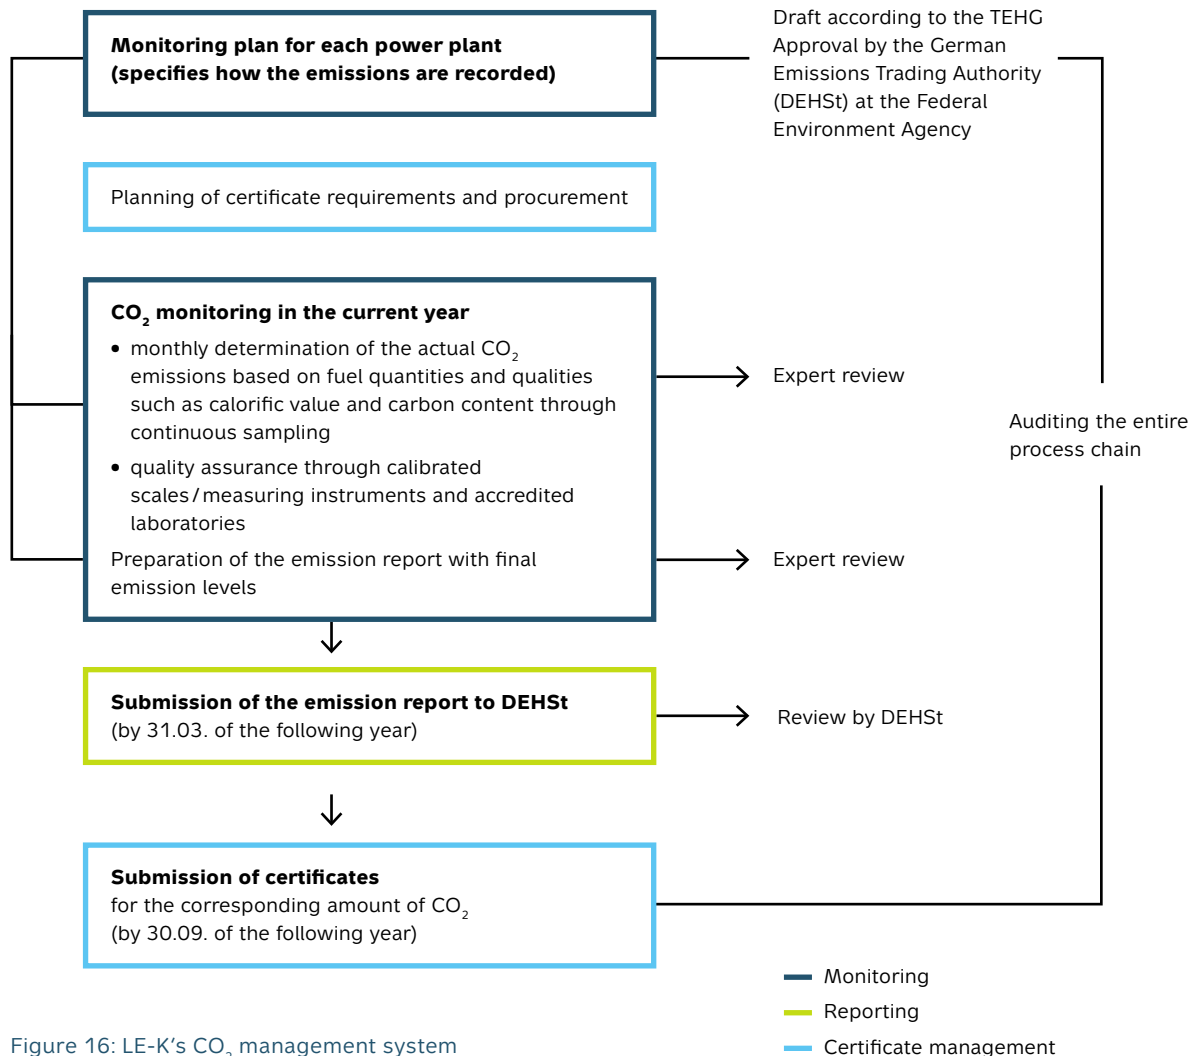 Monitoring plan for each power plant
(specifies how the emissions are recorded)
Draft according to the TEHG
Approval by the German
Emissions Trading Authority
(DEHSt) at the Federal
Environment Agency
Planning of certificate requirements and procurement
CO₂ monitoring in the current year
• monthly determination of the actual CO₂
emissions based on fuel quantities and qualities
such as calorific value and carbon content through
continuous sampling
• quality assurance through calibrated
scales/measuring instruments and accredited
laboratories
Preparation of the emission report with final
emission levels
Expert review
Expert review
Auditing the entire
process chain
Submission of the emission report to DEHSt
(by 31.03. of the following year)
Review by DEHSt
Submission of certificates
for the corresponding amount of CO₂
(by 30.09. of the following year)
Monitoring
Reporting
Certificate management
Figure 16: LE-K‘s CO₂ management system